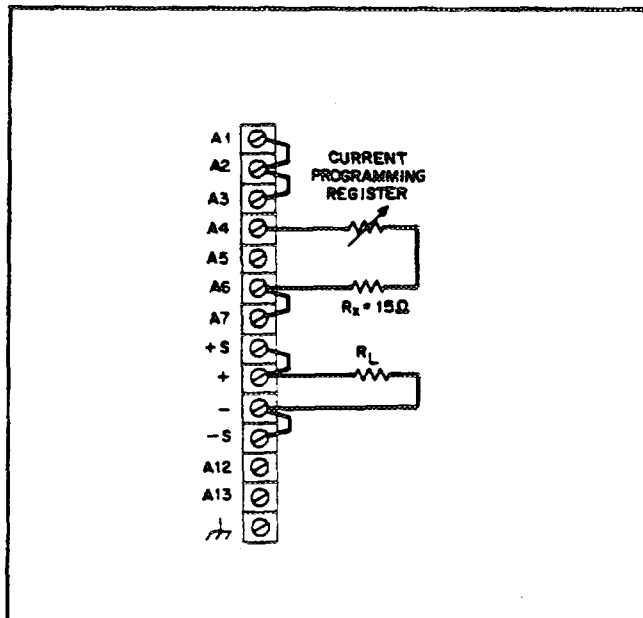 A1
A2
A3
A4
A5
A6
A7
+S
+
-
-S
A12
A13
CURRENT
PROGRAMMING
REGISTER
Rx = 15Ω
RL